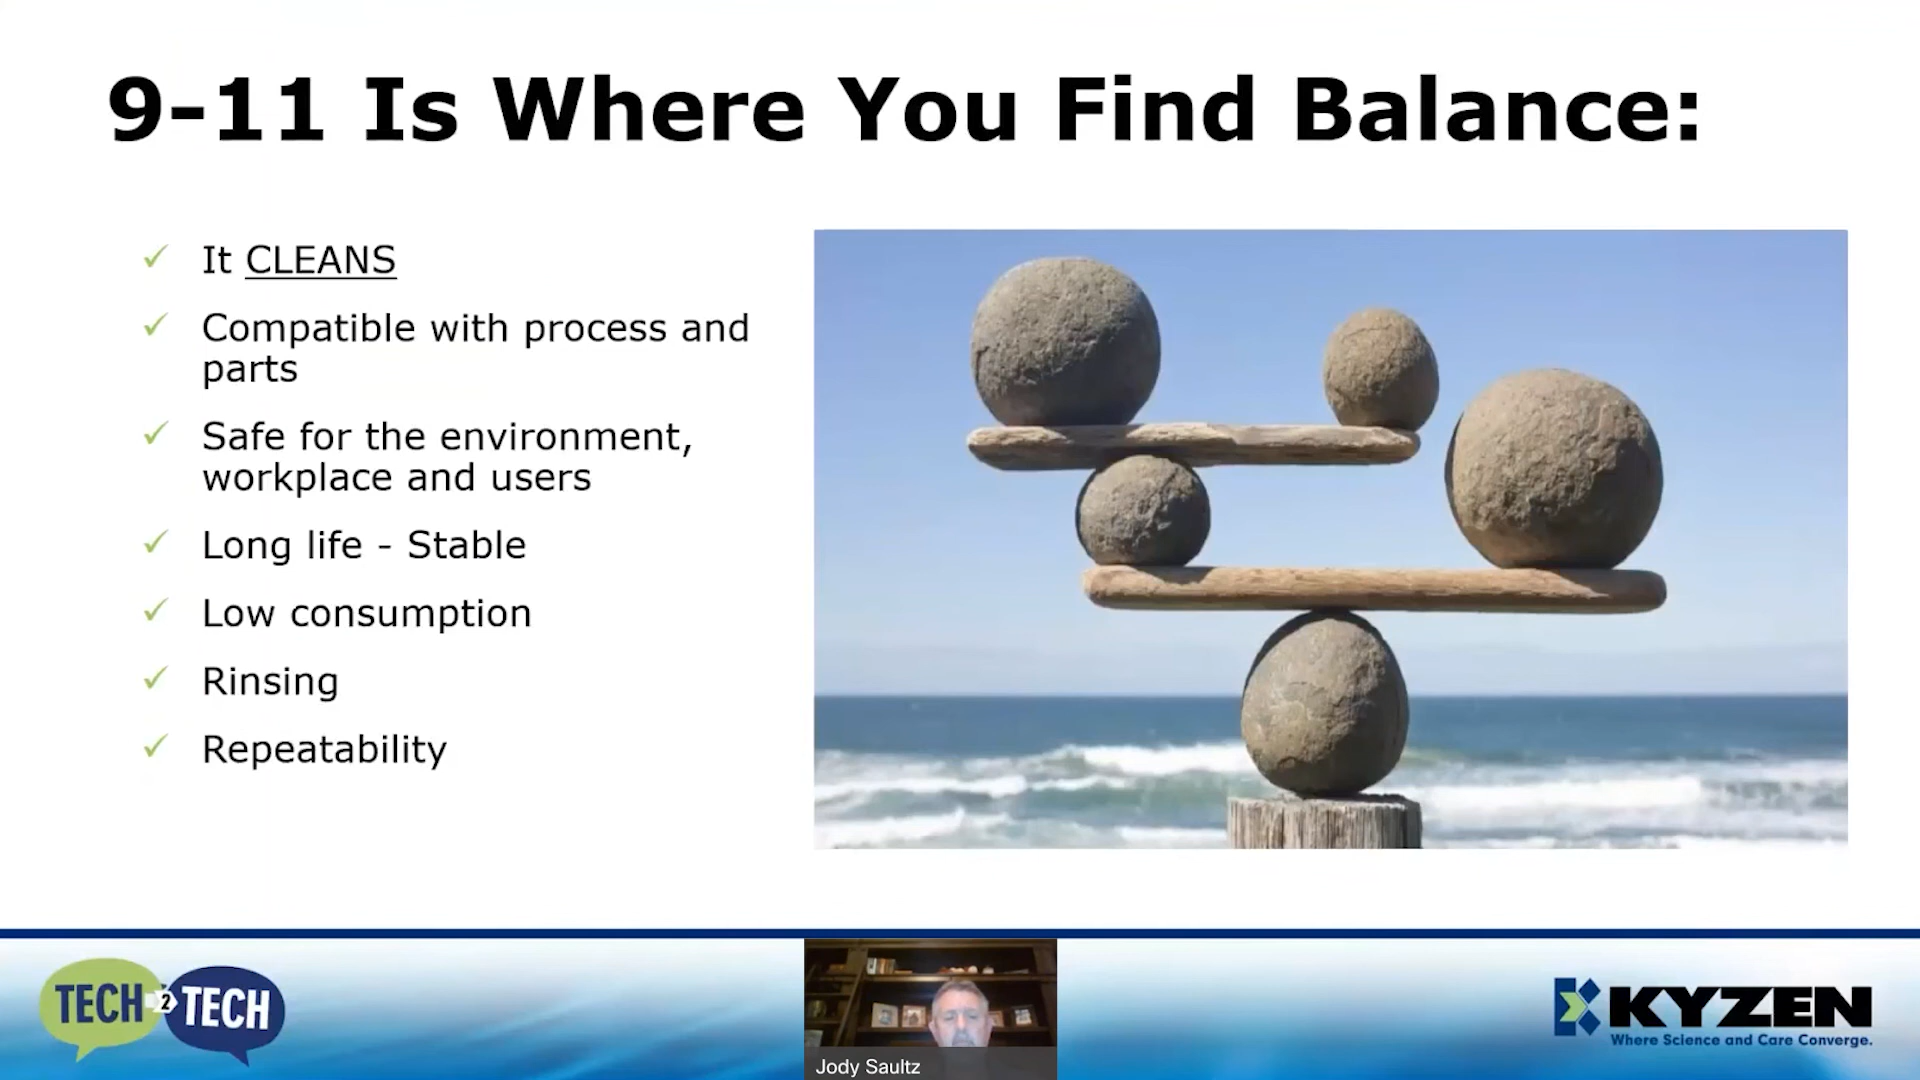 9-11 Is Where You Find Balance:
✓ It CLEANS
✓ Compatible with process and
parts
✓ Safe for the environment,
workplace and users
✓ Long life - Stable
✓ Low consumption
✓ Rinsing
✓ Repeatability
TECH 2 TECH
Jody Saultz
KYZEN
Where Science and Care Converge.